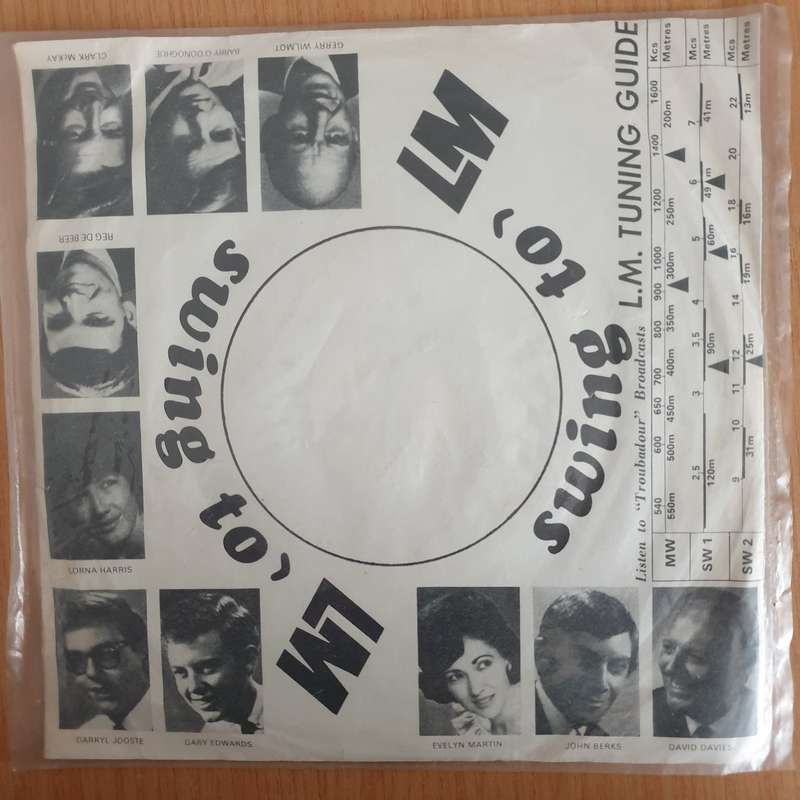 CLARK McKAY
BARRY O'DONOGHUE
GERRY WILMOT
REG DE BEER
LORNA HARRIS
DARRYL JOOSTE
GARY EDWARDS
EVELYN MARTIN
JOHN BERKS
DAVID DAVIES
swing
to'
LM
swing
to'
LM
Listen to "Troubadour" Broadcasts L.M. TUNING GUIDE
MW 540 600 650 700 800 900 1000 1200 1400 1600 Kcs
550m 500m 450m 400m 350m 300m 250m 200m Metres
SW 1 2,5 3 3,5 4 5 6 7 Mcs
120m 90m 60m 49m 41m Metres
SW 2 9 10 11 12 14 16 18 20 22 Mcs
31m 25m 19m 16m 13m Metres